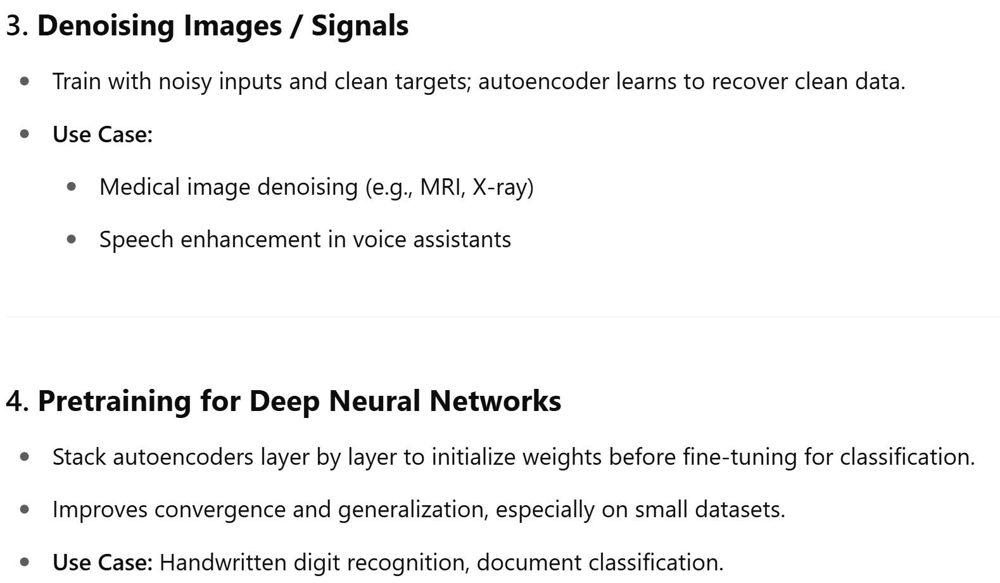 3. Denoising Images / Signals
• Train with noisy inputs and clean targets; autoencoder learns to recover clean data.
• Use Case:
• Medical image denoising (e.g., MRI, X-ray)
• Speech enhancement in voice assistants
4. Pretraining for Deep Neural Networks
• Stack autoencoders layer by layer to initialize weights before fine-tuning for classification.
• Improves convergence and generalization, especially on small datasets.
• Use Case: Handwritten digit recognition, document classification.